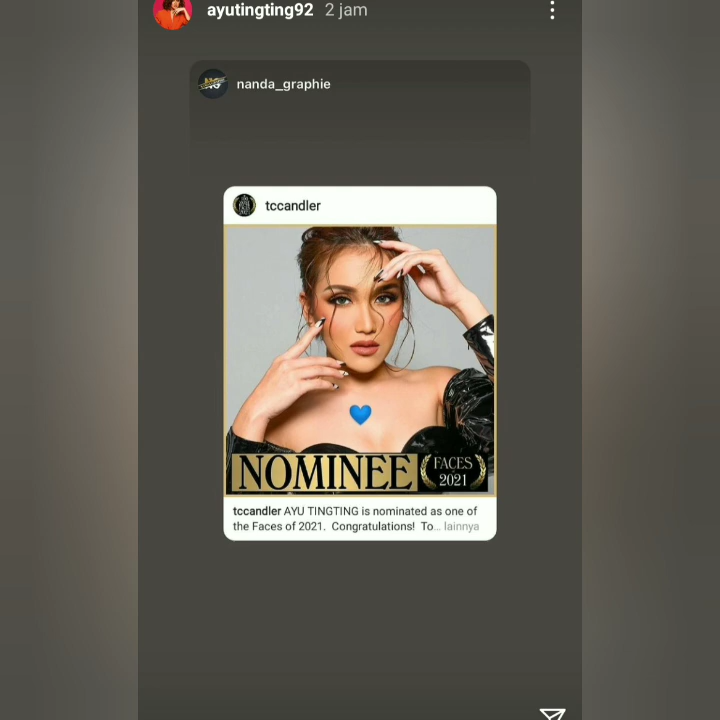 ayutingting92 2 jam
nanda_graphie
tccandler
NOMINEE
FACES
2021
tccandler AYU TINGTING is nominated as one of
the Faces of 2021. Congratulations! To... lainnya